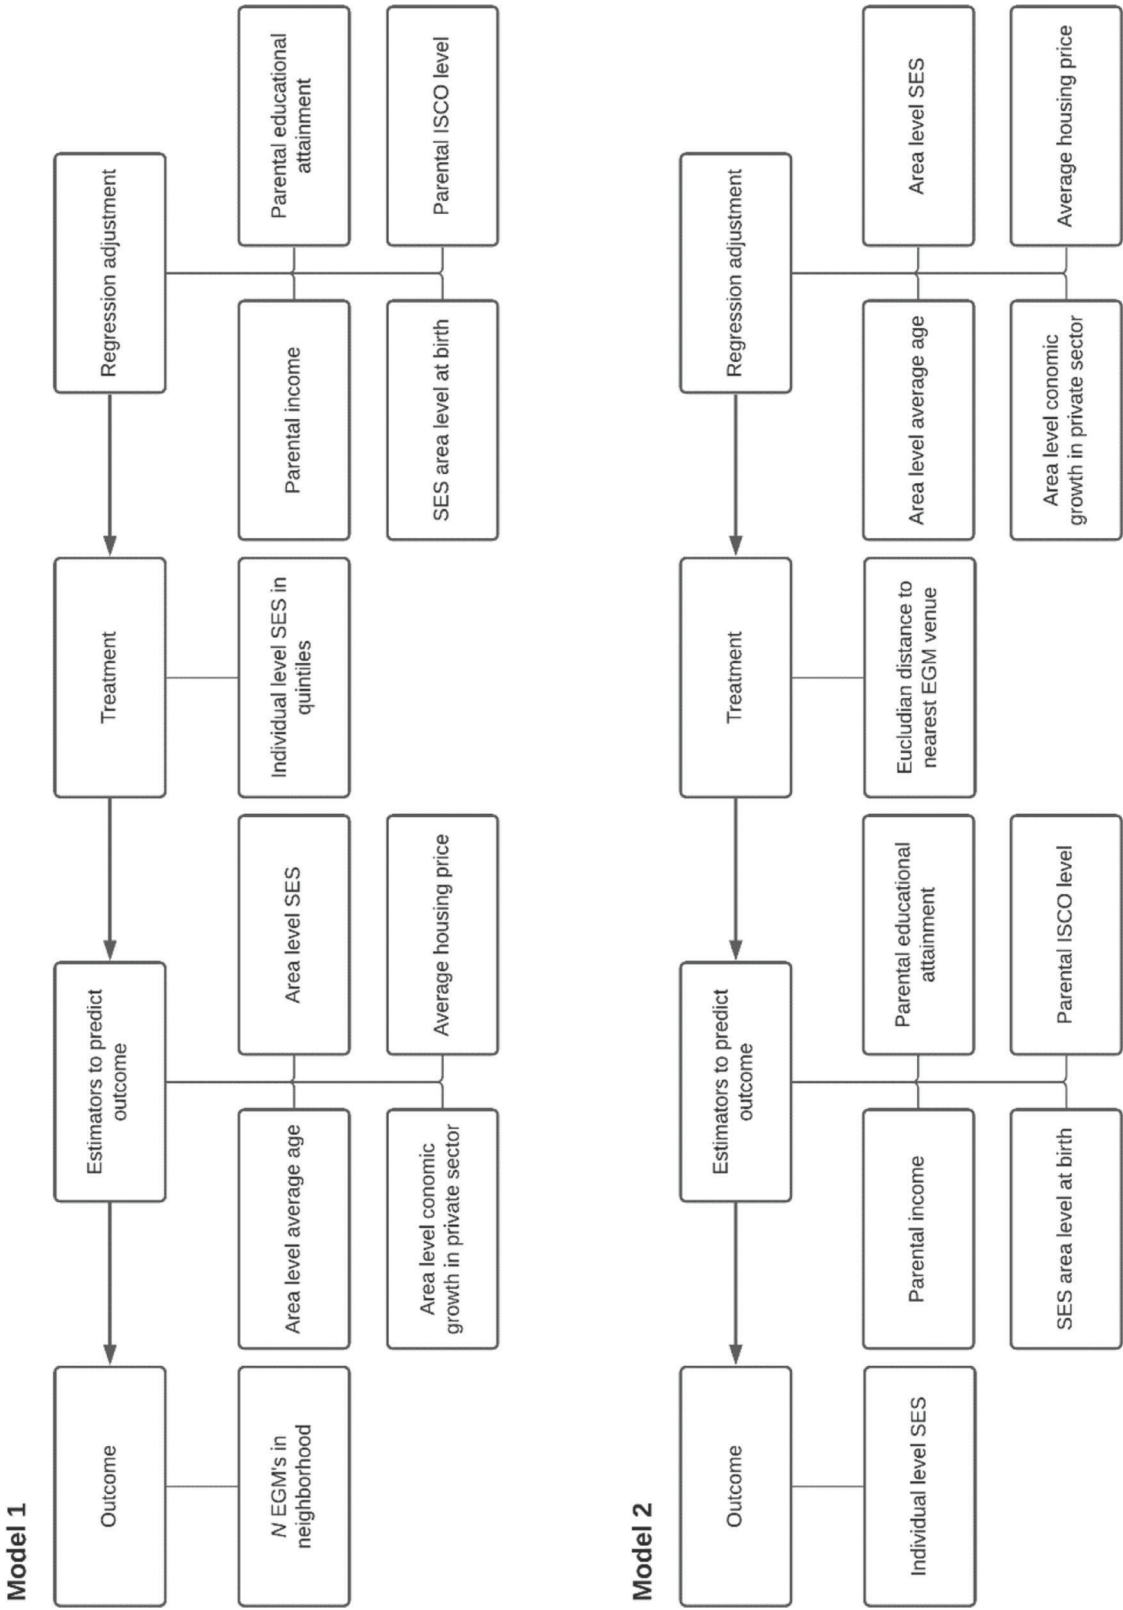 Model 1
Outcome
Estimators to predict
outcome
Treatment
Regression adjustment
N EGM's in
neighborhood
Area level average age
Area level SES
Individual level SES in
quintiles
Parental income
Parental educational
attainment
Area level conomic
growth in private sector
Average housing price
SES area level at birth
Parental ISCO level
Model 2
Outcome
Estimators to predict
outcome
Treatment
Regression adjustment
Individual level SES
Parental income
Parental educational
attainment
Eucludian distance to
nearest EGM venue
Area level average age
Area level SES
SES area level at birth
Parental ISCO level
Area level conomic
growth in private sector
Average housing price